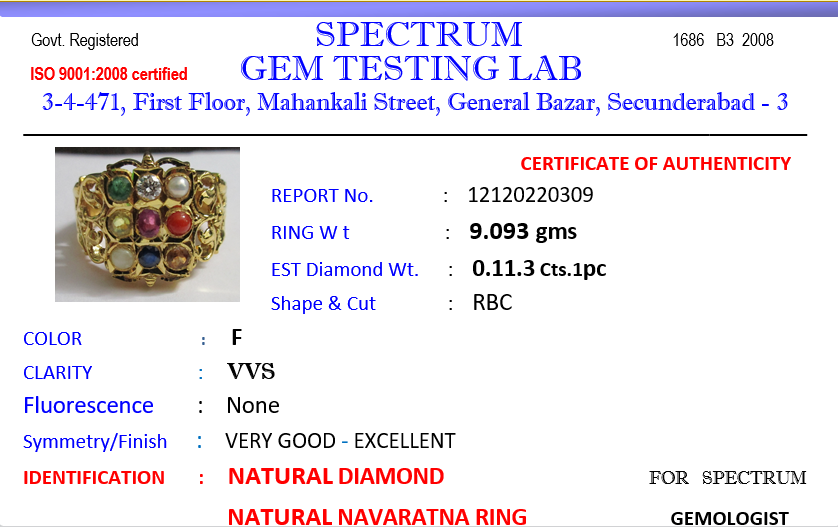 Govt. Registered
SPECTRUM
1686 B3 2008
ISO 9001:2008 certified
GEM TESTING LAB
3-4-471, First Floor, Mahankali Street, General Bazar, Secunderabad - 3
CERTIFICATE OF AUTHENTICITY
REPORT No. : 12120220309
RING W t : 9.093 gms
EST Diamond Wt. : 0.11.3 Cts.1pc
Shape & Cut : RBC
COLOR : F
CLARITY : VVS
Fluorescence : None
Symmetry/Finish : VERY GOOD - EXCELLENT
IDENTIFICATION : NATURAL DIAMOND FOR SPECTRUM
NATURAL NAVARATNA RING GEMOLOGIST